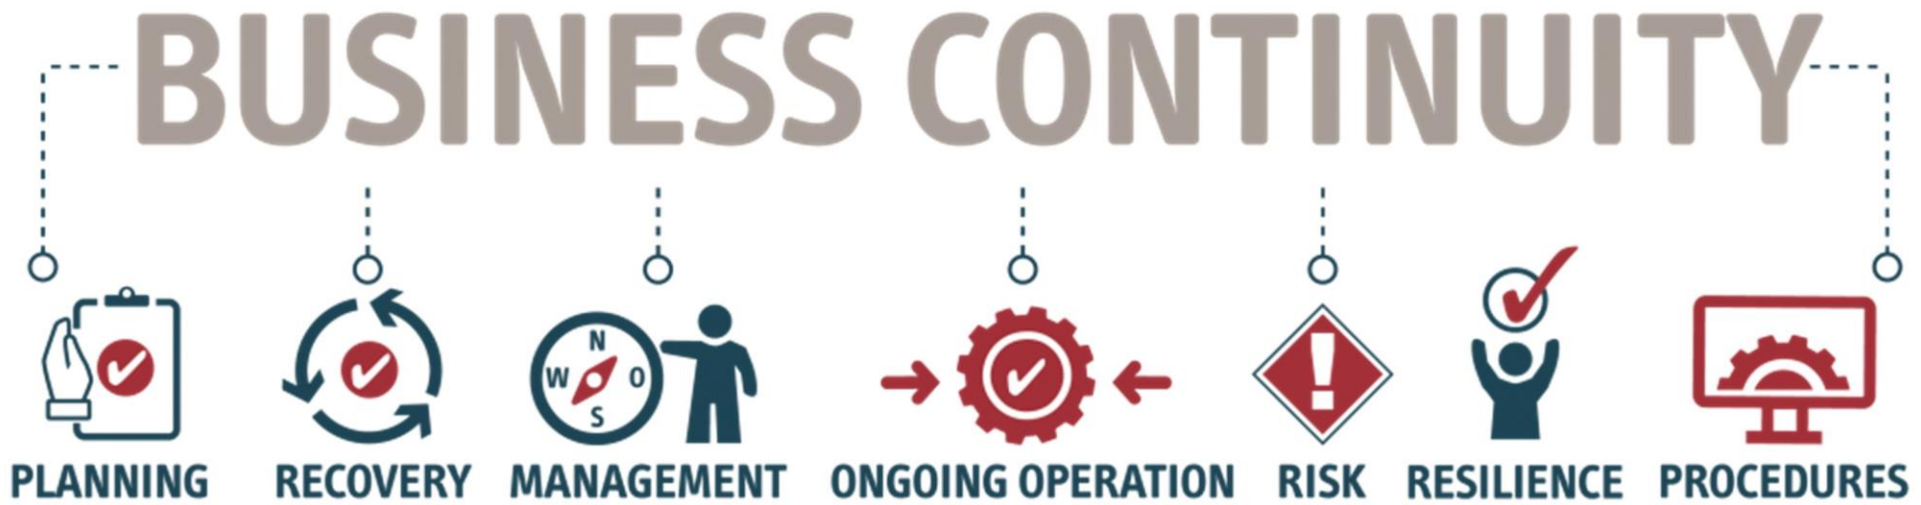 BUSINESS CONTINUITY
N
W O
S
PLANNING RECOVERY MANAGEMENT ONGOING OPERATION RISK RESILIENCE PROCEDURES